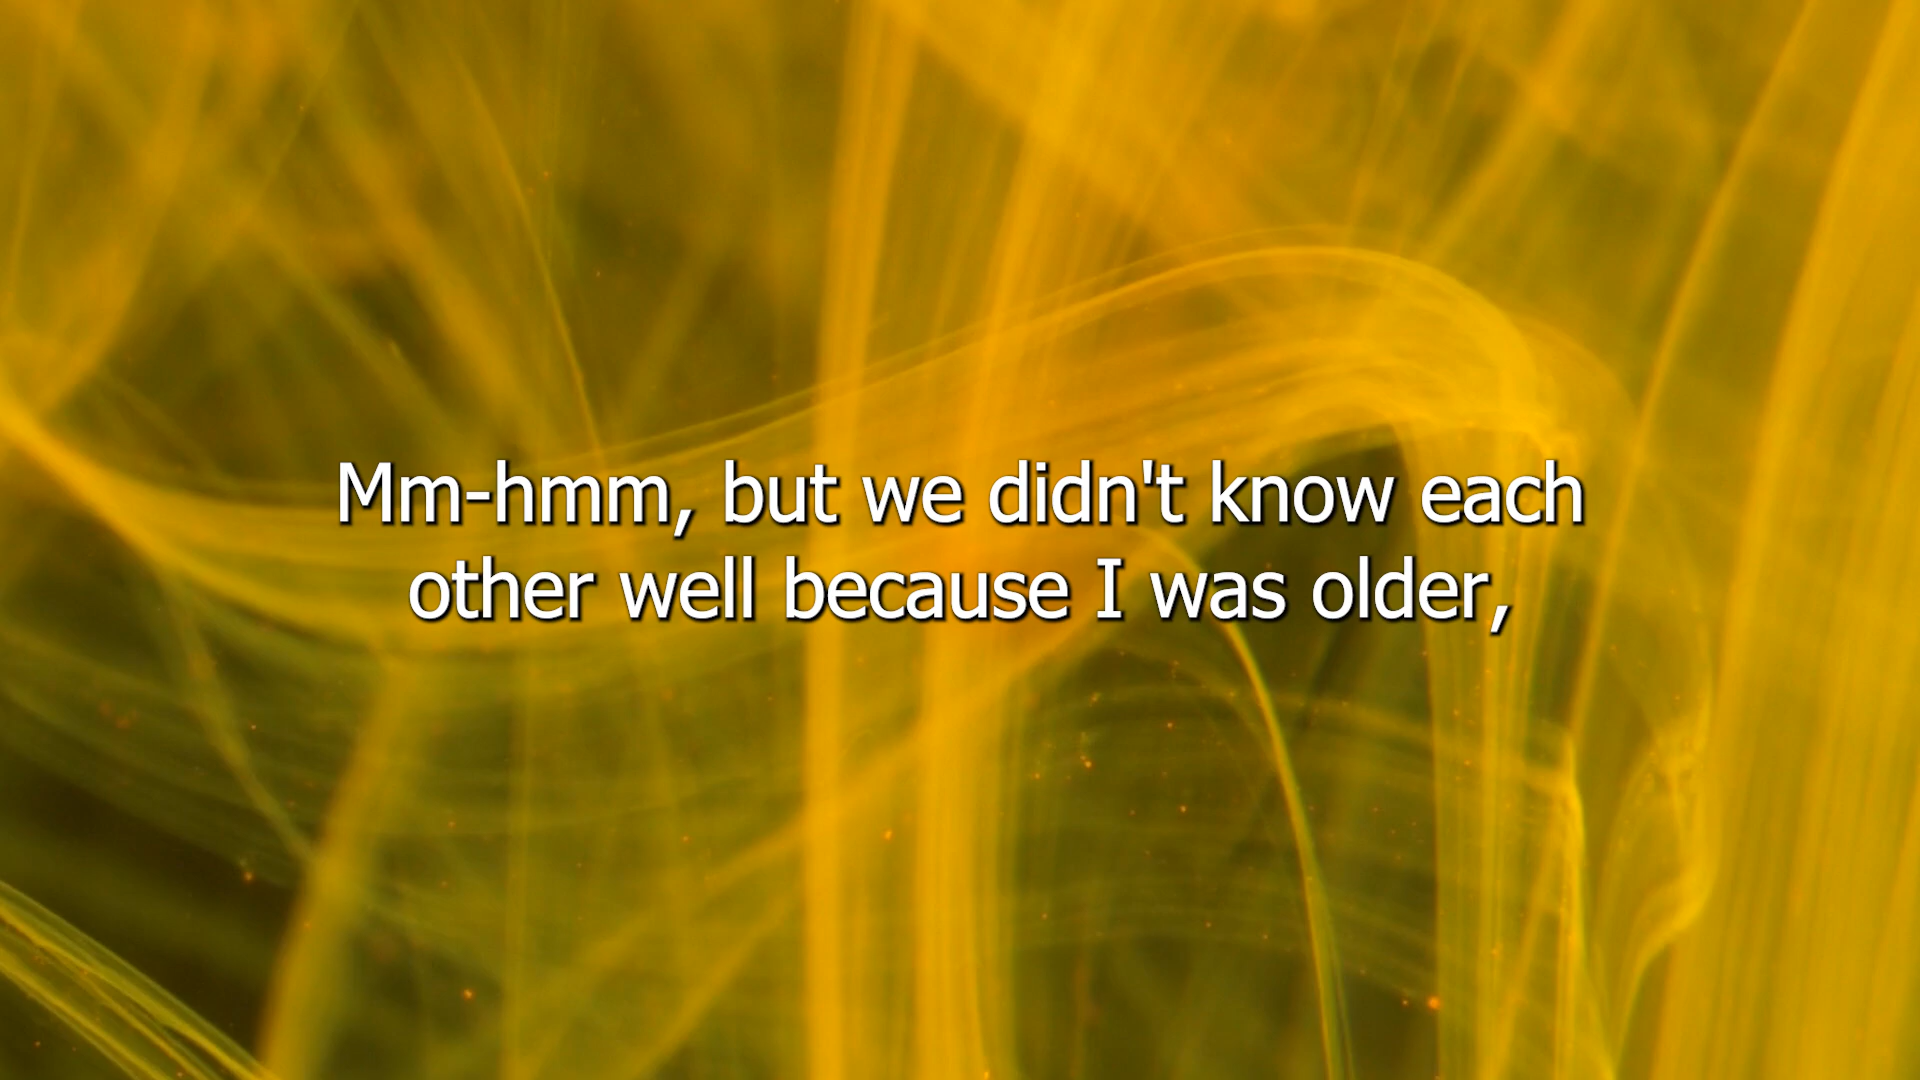 Mm-hmm, but we didn't know each
other well because I was older,